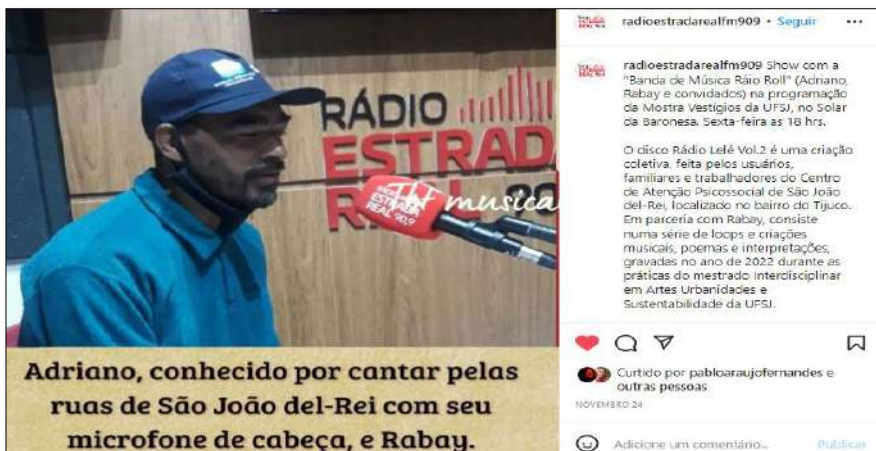 RÁDIO
ESTRADA
REAL 90
RÁDIO
ESTRADA
REAL 90,9
Hit musica
Adriano, conhecido por cantar pelas
ruas de São João del-Rei com seu
microfone de cabeça, e Rabay.
radioestradarealfm909 • Seguir
radioestradarealfm909 Show com a
"Banda de Música Ráio Roll" (Adriano,
Rabay e convidados) na programação
da Mostra Vestígios da UFSJ, no Solar
da Baronesa. Sexta-feira as 18 hrs.
O disco Rádio Lelé Vol.2 é uma criação
coletiva, feita pelos usuários,
familiares e trabalhadores do Centro
de Atenção Psicossocial de São João
del-Rei, localizado no bairro do Tijuco.
Em parceria com Rabay, consiste
numa série de loops e criações
musicais, poemas e interpretações,
gravadas no ano de 2022 durante as
práticas do mestrado Interdisciplinar
em Artes Urbanidades e
Sustentabilidade da UFSJ.
Curtido por pabloaraujofernandes e
outras pessoas
NOVEMBRO 24
Adicione um comentário... Publicar